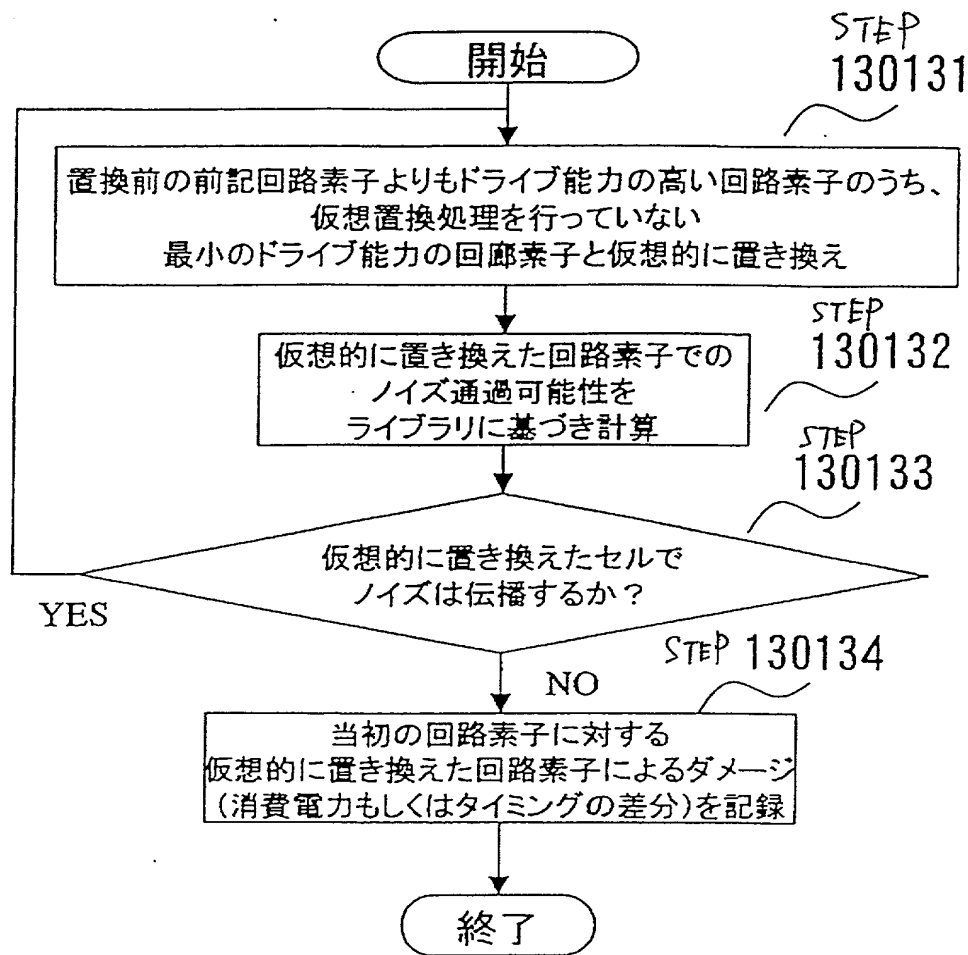 開始
STEP
130131
置換前の前記回路素子よりもドライブ能力の高い回路素子のうち、
仮想置換処理を行っていない
最小のドライブ能力の回廊素子と仮想的に置き換え
STEP
130132
仮想的に置き換えた回路素子での
ノイズ通過可能性を
ライブラリに基づき計算
STEP
130133
仮想的に置き換えたセルで
ノイズは伝播するか？
YES
STEP 130134
NO
当初の回路素子に対する
仮想的に置き換えた回路素子によるダメージ
(消費電力もしくはタイミングの差分)を記録
終了